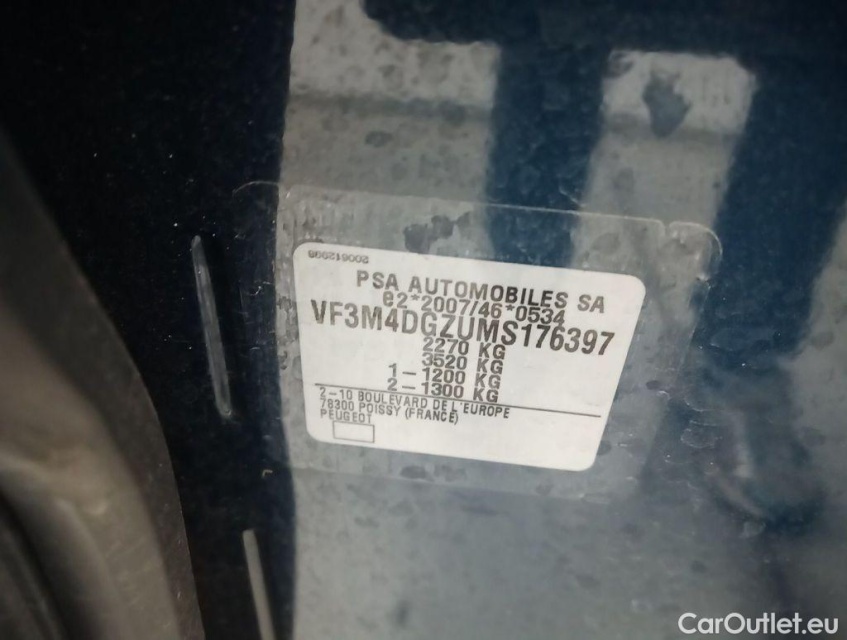 PSA AUTOMOBILES SA
e2*2007/46*0534
VF3M4DGZUMS176397
2270 KG
3520 KG
1-1200 KG
2-1300 KG
2-10 BOULEVARD DE L'EUROPE
78300 POISSY (FRANCE)
PEUGEOT
CarOutlet.eu